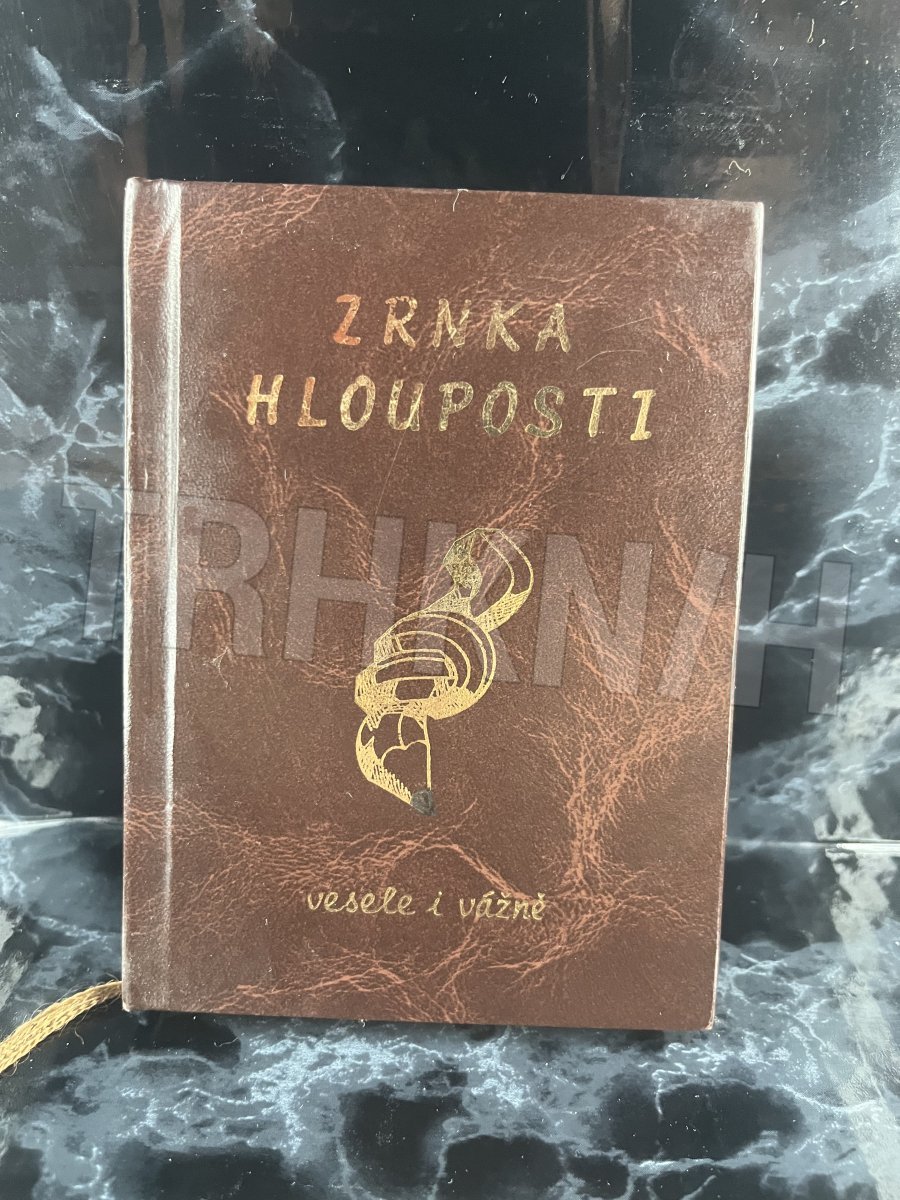 ZRNKA
HLOUPOSTI
TRHKNIH
vesele i vážně